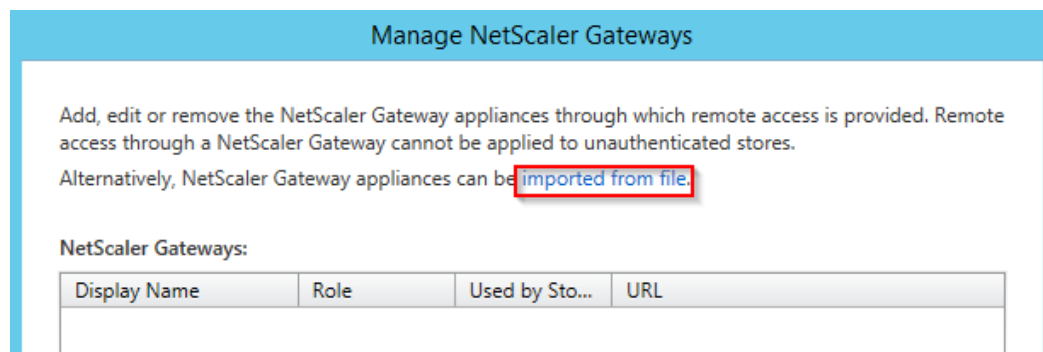 Manage NetScaler Gateways
Add, edit or remove the NetScaler Gateway appliances through which remote access is provided. Remote
access through a NetScaler Gateway cannot be applied to unauthenticated stores.
Alternatively, NetScaler Gateway appliances can be imported from file.
NetScaler Gateways:
Display Name Role Used by Sto... URL